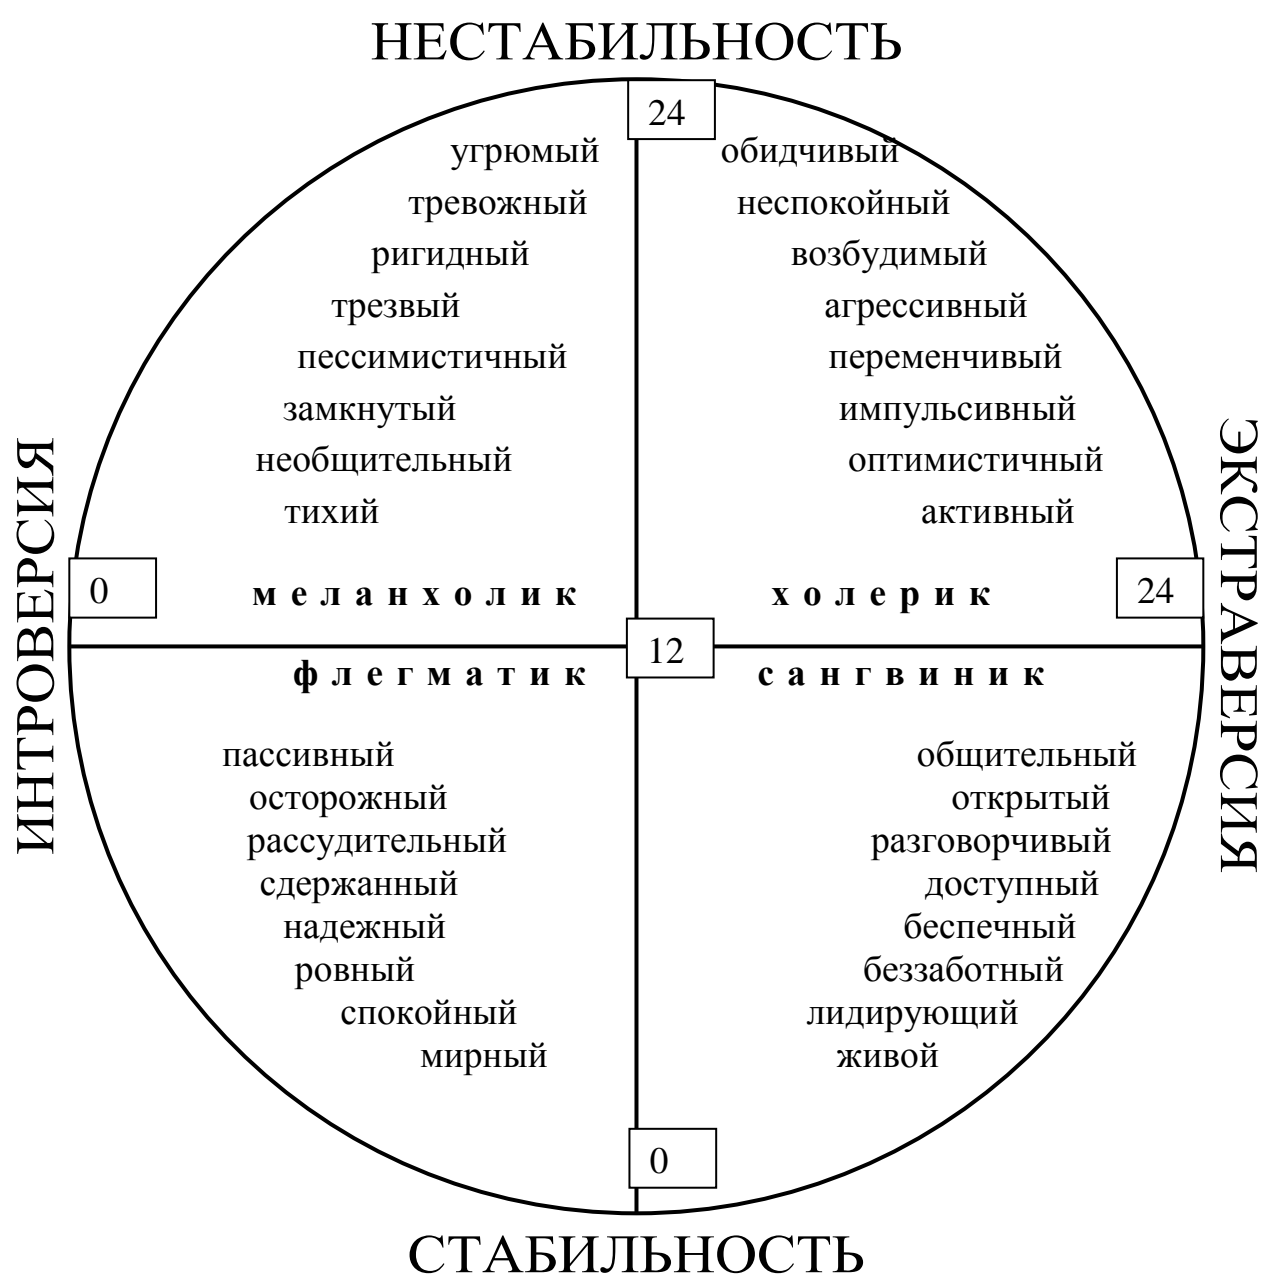 НЕСТАБИЛЬНОСТЬ
24
угрюмый
тревожный
ригидный
трезвый
пессимистичный
замкнутый
необщительный
тихий
обидчивый
неспокойный
возбудимый
агрессивный
переменчивый
импульсивный
оптимистичный
активный
ИНТРОВЕРСИЯ
0
меланхолик
холерик
24
ЭКСТРАВЕРСИЯ
12
флегматик
сангвиник
пассивный
осторожный
рассудительный
сдержанный
надежный
ровный
спокойный
мирный
общительный
открытый
разговорчивый
доступный
беспечный
беззаботный
лидирующий
живой
0
СТАБИЛЬНОСТЬ